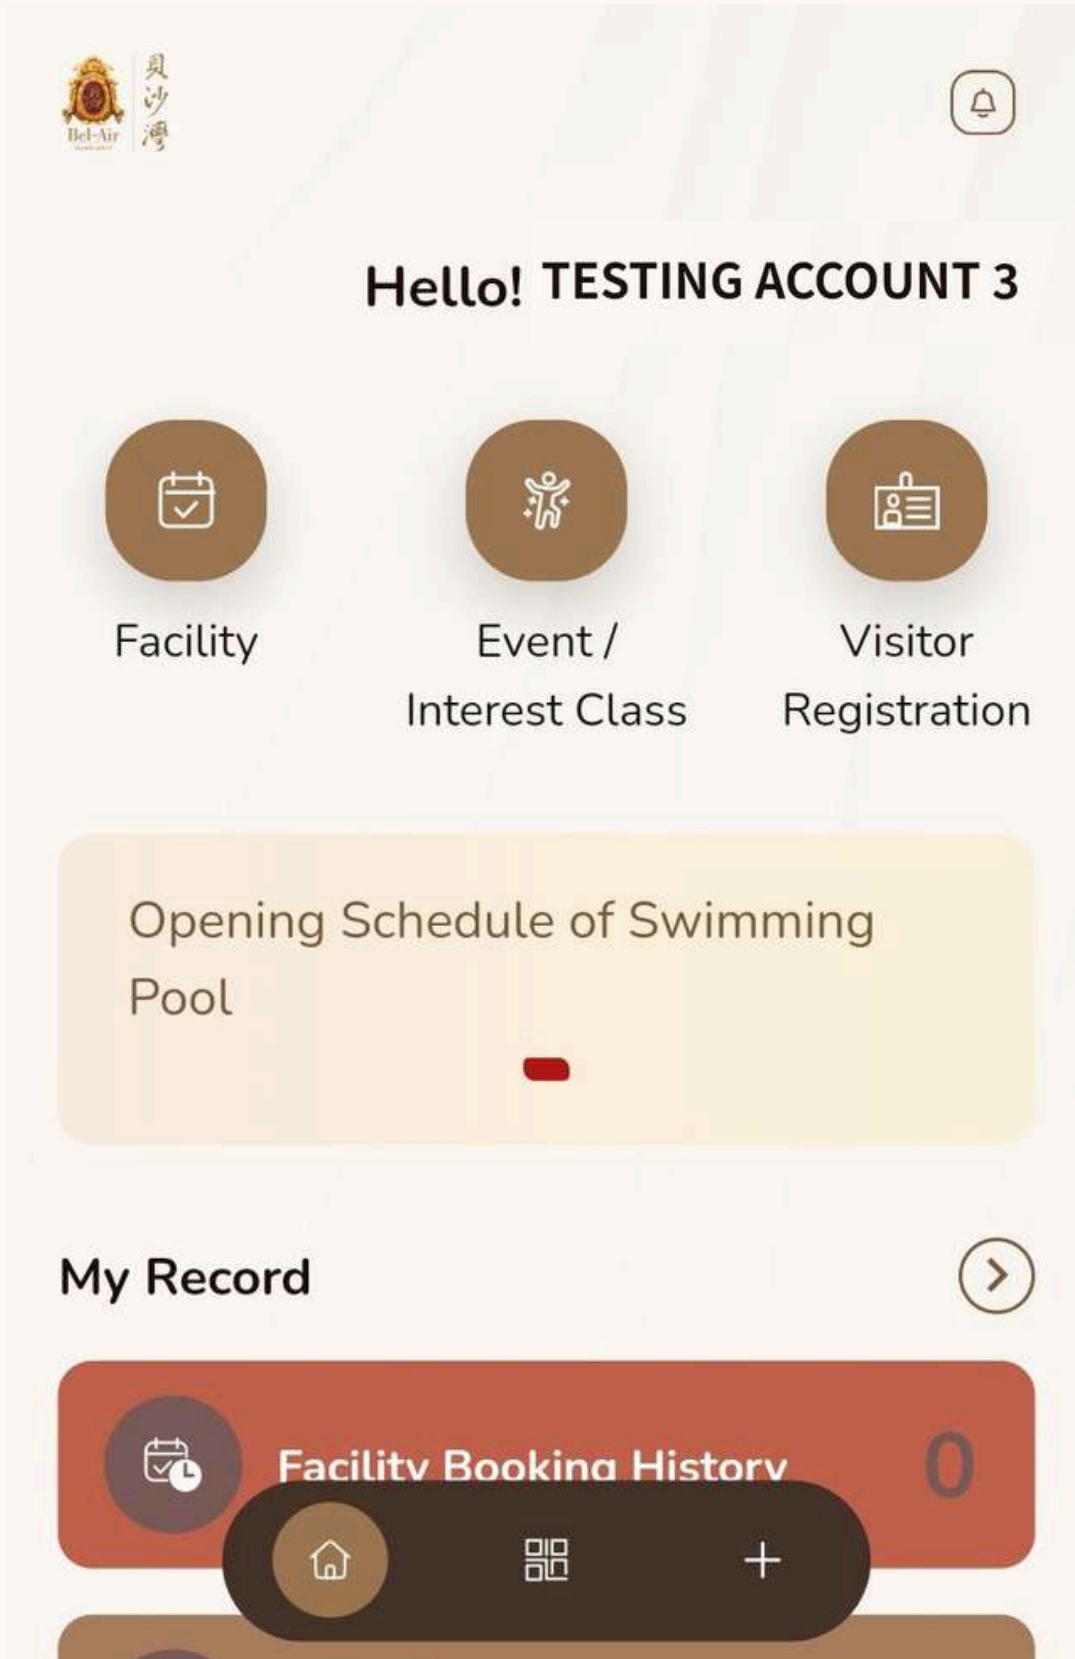 Bel-Air
貝沙灣
Hello! TESTING ACCOUNT 3
Facility
Event /
Interest Class
Visitor
Registration
Opening Schedule of Swimming
Pool
My Record
Facility Booking History
0